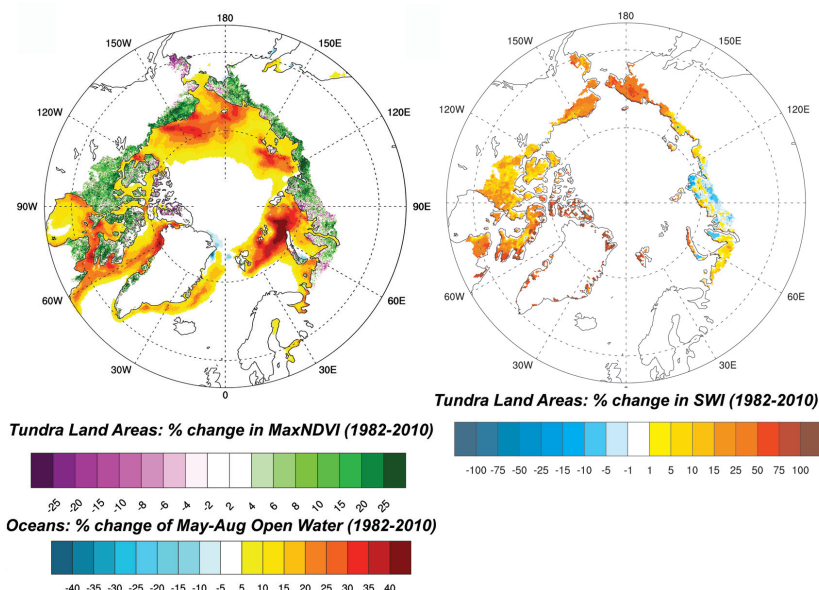 180
150W
150E
120W
120E
90W
90E
60W
60E
30W
30E
0
Tundra Land Areas: % change in MaxNDVI (1982-2010)
-25 -20 -15 -10 -8 -6 -4 -2 2 4 6 8 10 15 20 25
Oceans: % change of May-Aug Open Water (1982-2010)
-40 -35 -30 -25 -20 -15 -10 -5 5 10 15 20 25 30 35 40
180
150W
150E
120W
120E
90W
90E
60W
60E
30W
30E
Tundra Land Areas: % change in SWI (1982-2010)
-100 -75 -50 -25 -15 -10 -5 -1 1 5 10 15 25 50 75 100